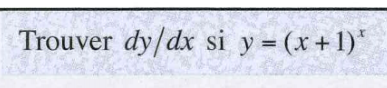 Trouver dy/dx si y = (x + 1)^x